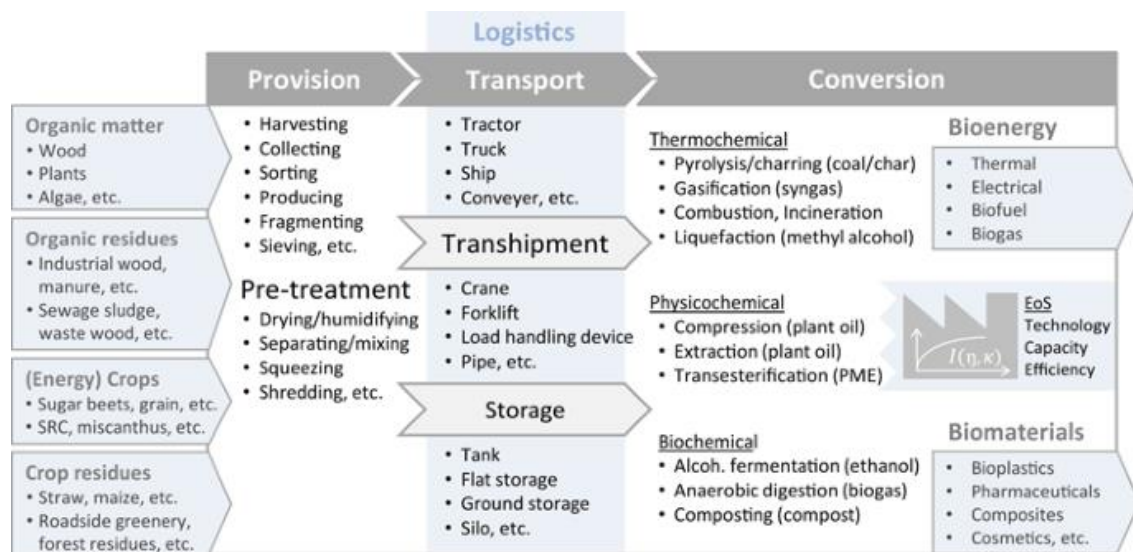 Logistics
Provision
Transport
Conversion
Organic matter
• Wood
• Plants
• Algae, etc.
Organic residues
• Industrial wood,
manure, etc.
• Sewage sludge,
waste wood, etc.
(Energy) Crops
• Sugar beets, grain, etc.
• SRC, miscanthus, etc.
Crop residues
• Straw, maize, etc.
• Roadside greenery,
forest residues, etc.
• Harvesting
• Collecting
• Sorting
• Producing
• Fragmenting
• Sieving, etc.
Pre-treatment
• Drying/humidifying
• Separating/mixing
• Squeezing
• Shredding, etc.
• Tractor
• Truck
• Ship
• Conveyer, etc.
Transhipment
• Crane
• Forklift
• Load handling device
• Pipe, etc.
Storage
• Tank
• Flat storage
• Ground storage
• Silo, etc.
Thermochemical
• Pyrolysis/charring (coal/char)
• Gasification (syngas)
• Combustion, Incineration
• Liquefaction (methyl alcohol)
Physicochemical
• Compression (plant oil)
• Extraction (plant oil)
• Transesterification (PME)
Biochemical
• Alcoh. fermentation (ethanol)
• Anaerobic digestion (biogas)
• Composting (compost)
Bioenergy
• Thermal
• Electrical
• Biofuel
• Biogas
I(η,κ)
EoS
Technology
Capacity
Efficiency
Biomaterials
• Bioplastics
• Pharmaceuticals
• Composites
• Cosmetics, etc.